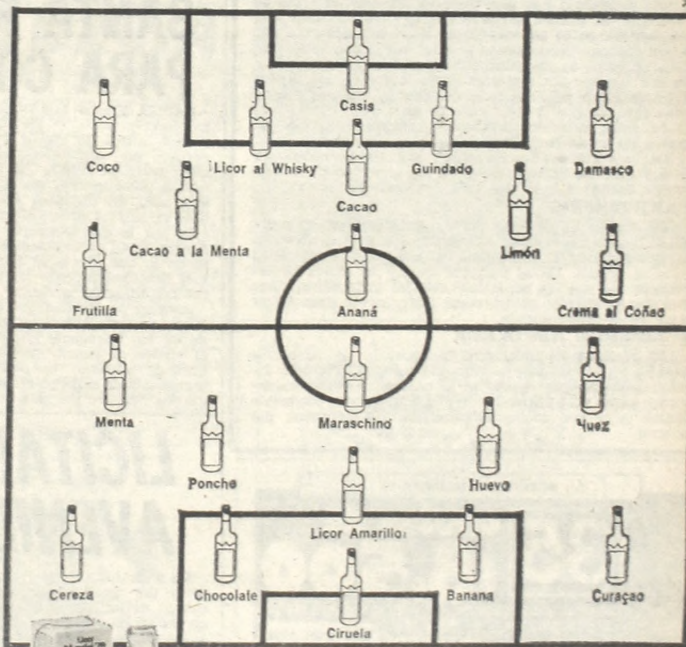 Casis
Coco
Licor al Whisky
Guindado
Damasco
Cacao
Cacao a la Menta
Limón
Frutilla
Ananá
Crema al Coñac
Menta
Maraschino
Nuez
Ponche
Huevo
Licor Amarillo
Cereza
Chocolate
Banana
Curaçao
Ciruela